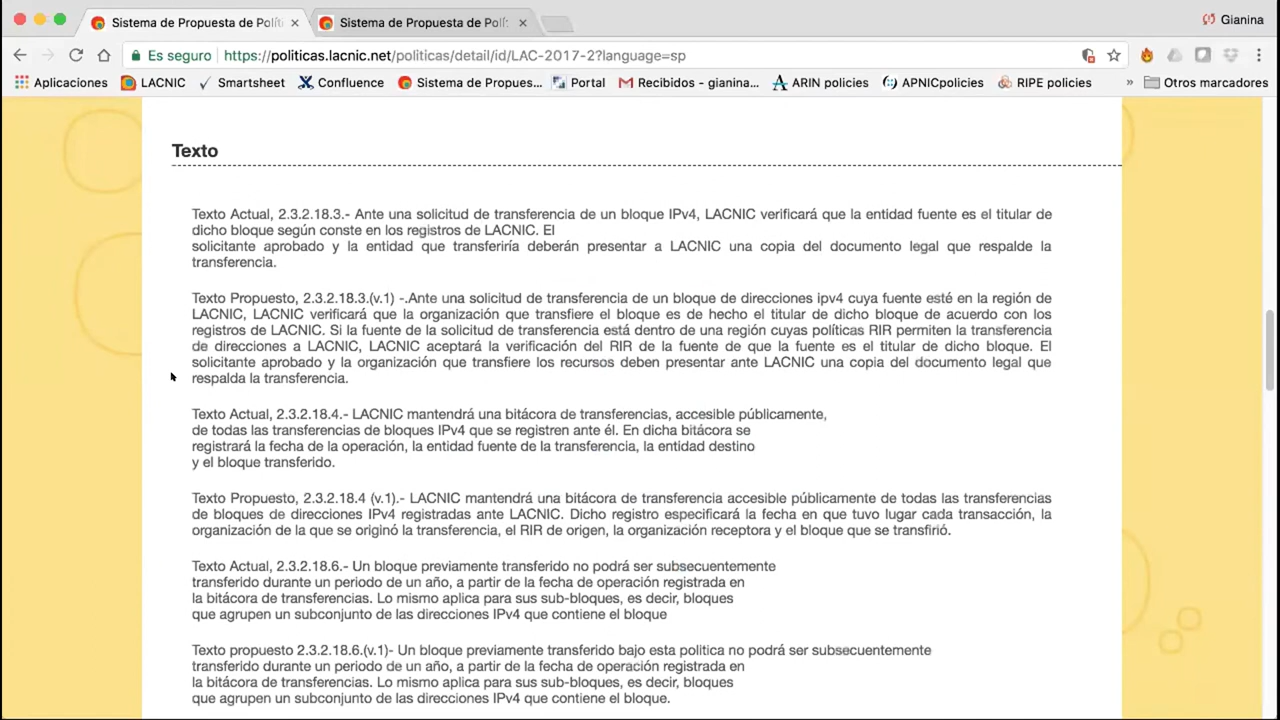 Sistema de Propuesta de Políti
Sistema de Propuesta de Polít
Gianina
Es seguro
https://politicas.lacnic.net/politicas/detail/id/LAC-2017-2?language=sp
Aplicaciones
LACNIC
Smartsheet
Confluence
Sistema de Propues...
Portal
Recibidos - gianina...
ARIN policies
APNICpolicies
RIPE policies
»
Otros marcadores
Texto
Texto Actual, 2.3.2.18.3.- Ante una solicitud de transferencia de un bloque IPv4, LACNIC verificará que la entidad fuente es el titular de
dicho bloque según conste en los registros de LACNIC. El
solicitante aprobado y la entidad que transferiría deberán presentar a LACNIC una copia del documento legal que respalde la
transferencia.
Texto Propuesto, 2.3.2.18.3.(v.1) -.Ante una solicitud de transferencia de un bloque de direcciones ipv4 cuya fuente esté en la región de
LACNIC, LACNIC verificará que la organización que transfiere el bloque es de hecho el titular de dicho bloque de acuerdo con los
registros de LACNIC. Si la fuente de la solicitud de transferencia está dentro de una región cuyas políticas RIR permiten la transferencia
de direcciones a LACNIC, LACNIC aceptará la verificación del RIR de la fuente de que la fuente es el titular de dicho bloque. El
solicitante aprobado y la organización que transfiere los recursos deben presentar ante LACNIC una copia del documento legal que
respalda la transferencia.
Texto Actual, 2.3.2.18.4.- LACNIC mantendrá una bitácora de transferencias, accesible públicamente,
de todas las transferencias de bloques IPv4 que se registren ante él. En dicha bitácora se
registrará la fecha de la operación, la entidad fuente de la transferencia, la entidad destino
y el bloque transferido.
Texto Propuesto, 2.3.2.18.4 (v.1).- LACNIC mantendrá una bitácora de transferencia accesible públicamente de todas las transferencias
de bloques de direcciones IPv4 registradas ante LACNIC. Dicho registro especificará la fecha en que tuvo lugar cada transacción, la
organización de la que se originó la transferencia, el RIR de origen, la organización receptora y el bloque que se transfirió.
Texto Actual, 2.3.2.18.6.- Un bloque previamente transferido no podrá ser subsecuentemente
transferido durante un periodo de un año, a partir de la fecha de operación registrada en
la bitácora de transferencias. Lo mismo aplica para sus sub-bloques, es decir, bloques
que agrupen un subconjunto de las direcciones IPv4 que contiene el bloque
Texto propuesto 2.3.2.18.6.(v.1)- Un bloque previamente transferido bajo esta politica no podrá ser subsecuentemente
transferido durante un periodo de un año, a partir de la fecha de operación registrada en
la bitácora de transferencias. Lo mismo aplica para sus sub-bloques, es decir, bloques
que agrupen un subconjunto de las direcciones IPv4 que contiene el bloque.